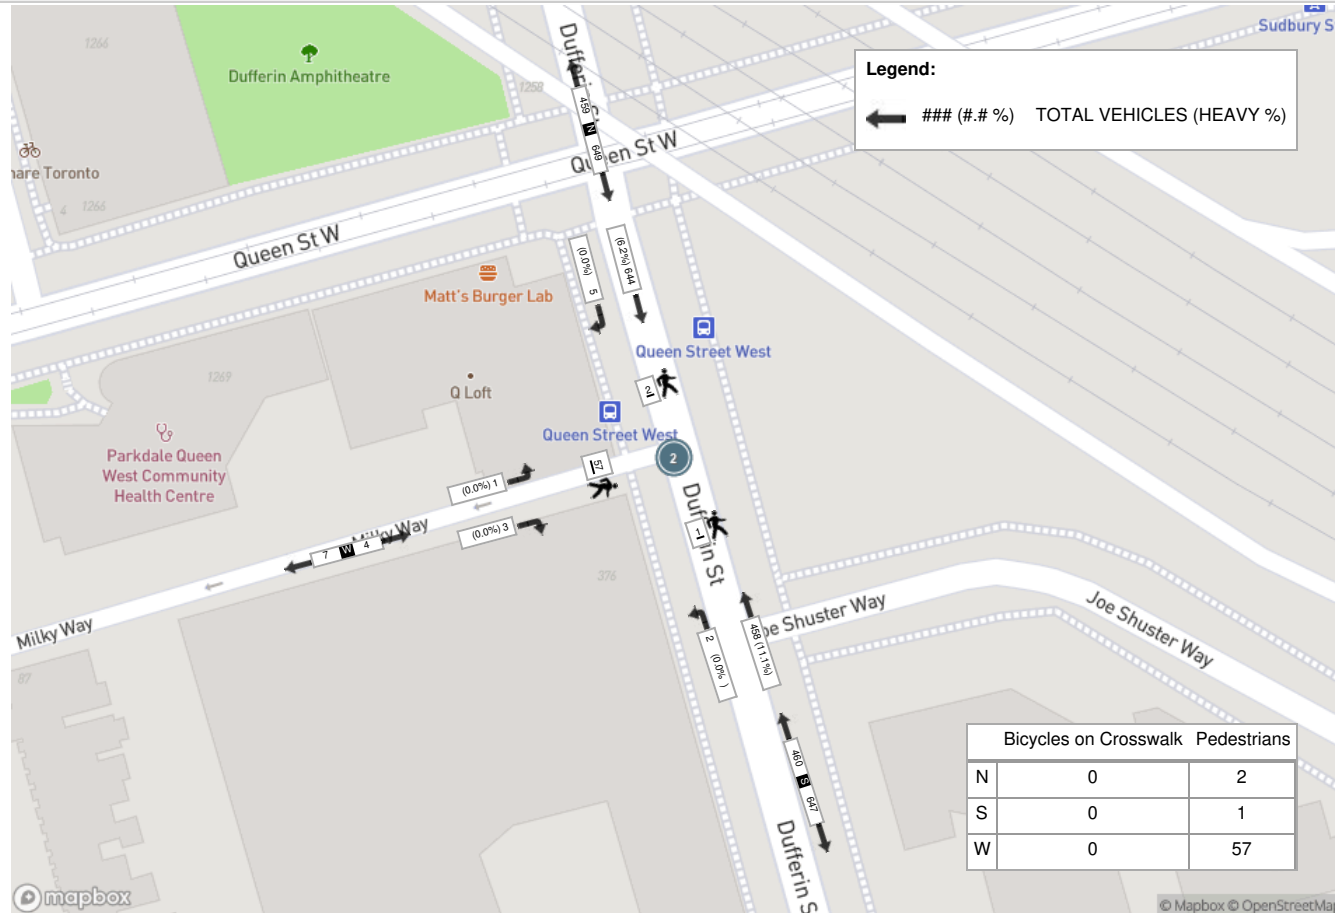 1266
Dufferin Amphitheatre
1258
Dufferin St
Sudbury S
Legend:
### (#.# %) TOTAL VEHICLES (HEAVY %)
459 N 649
Queen St W
hare Toronto
4
1266
Queen St W
(0.0%) 5
(6.2%) 644
Matt's Burger Lab
Queen Street West
1269
Q Loft
2
Queen Street West
Parkdale Queen
West Community
Health Centre
57
2
(0.0%) 1
Milky Way
(0.0%) 3
7 W 4
1
Dufferin St
376
Milky Way
Joe Shuster Way
Joe Shuster Way
2 (0.0% )
458 (11.1%)
87
460 S 647
Bicycles on Crosswalk Pedestrians
N 0 2
S 0 1
W 0 57
Dufferin S
mapbox
© Mapbox © OpenStreetMap